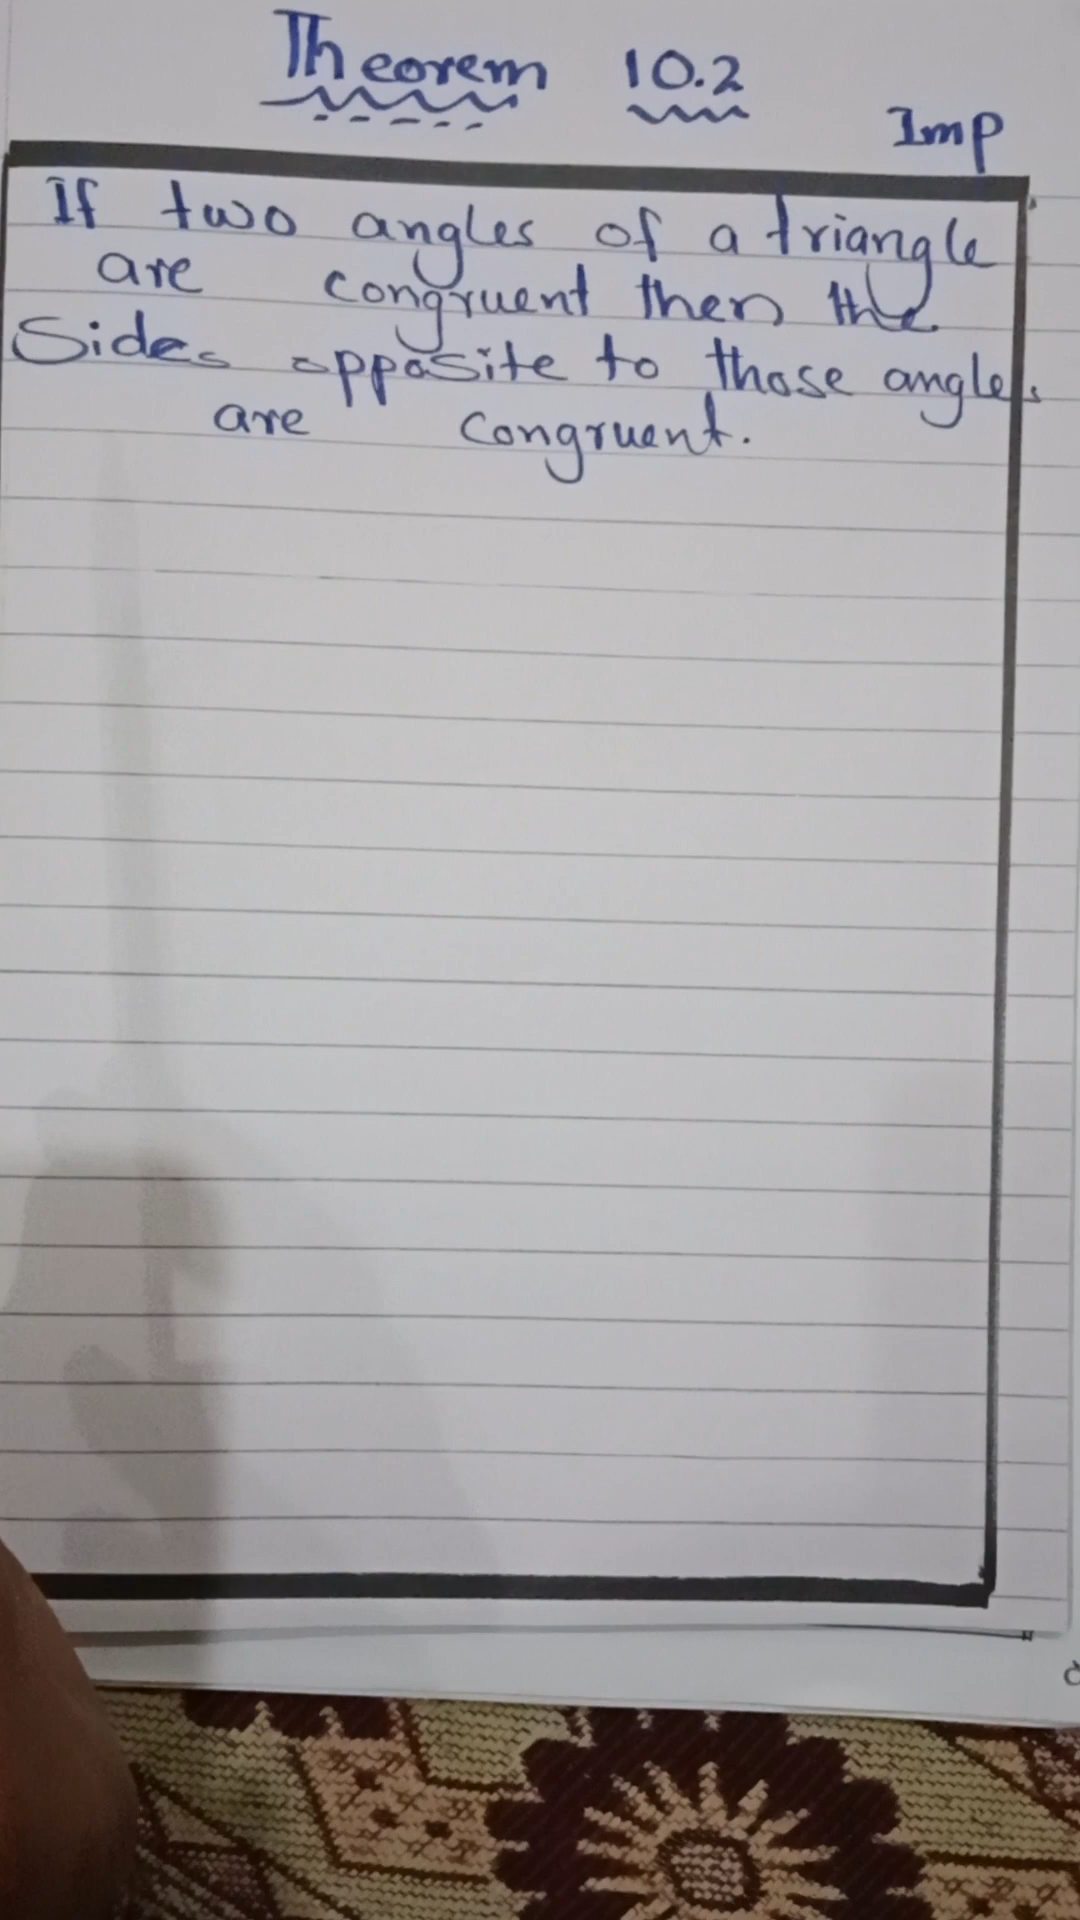 Theorem 10.2
Imp
If two angles of a triangle
are congruent then the
Sides opposite to those angles
are congruent.